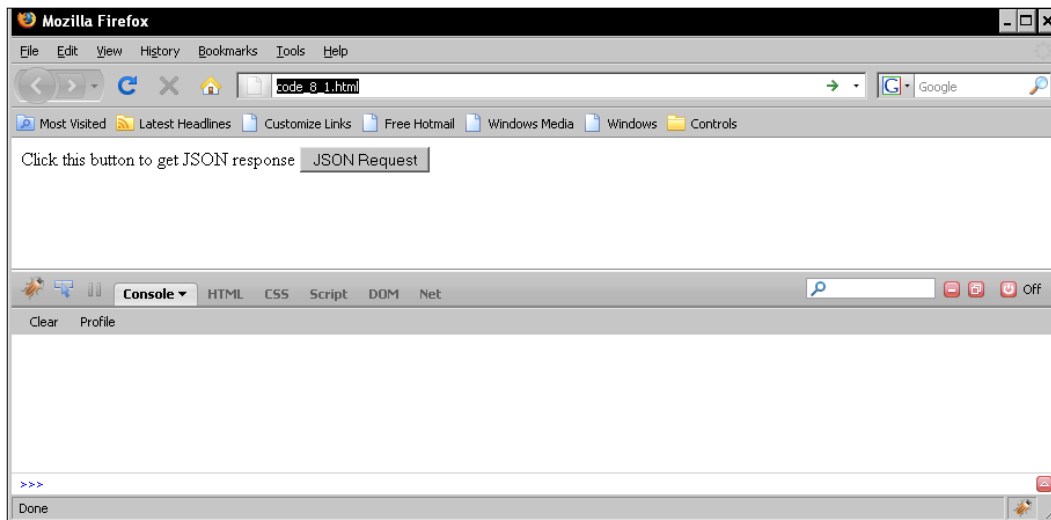 Mozilla Firefox
File Edit View History Bookmarks Tools Help
code_8_1.html
G Google
Most Visited Latest Headlines Customize Links Free Hotmail Windows Media Windows Controls
Click this button to get JSON response JSON Request
Console HTML CSS Script DOM Net Off
Clear Profile
>>>
Done